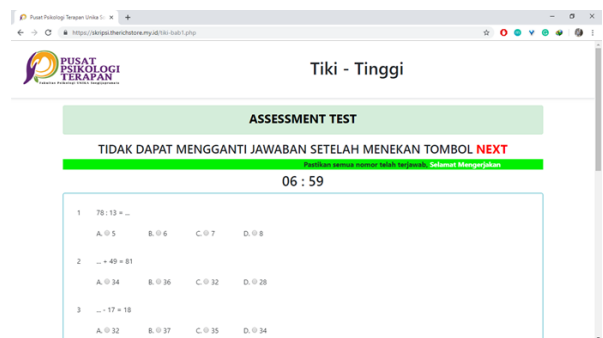 Pusat Psikologi Terapan Unika So
https://skripsi.therichstore.my.id/tiki-bab1.php
PUSAT
PSIKOLOGI
TERAPAN
Tiki - Tinggi
ASSESSMENT TEST
TIDAK DAPAT MENGGANTI JAWABAN SETELAH MENEKAN TOMBOL NEXT
Pastikan semua nomor telah terjawab, Selamat Mengerjakan
06 : 59
1 78 : 13 = ...
A. 5 B. 6 C. 7 D. 8
2 ... + 49 = 81
A. 34 B. 36 C. 32 D. 28
3 ... - 17 = 18
A. 32 B. 37 C. 35 D. 34